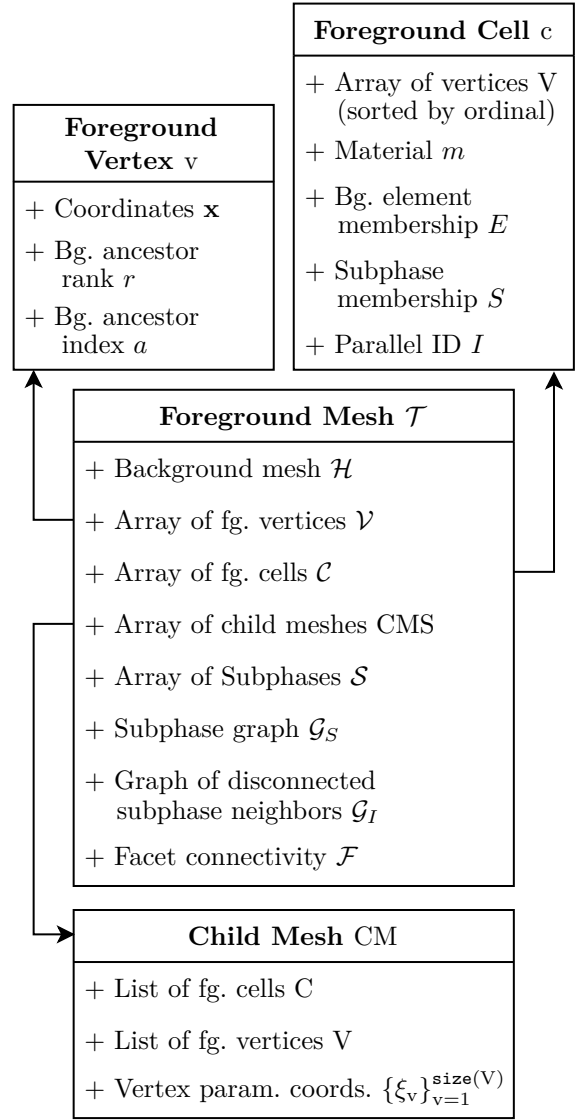 Foreground Cell c
+ Array of vertices V
(sorted by ordinal)
+ Material m
+ Bg. element
membership E
+ Subphase
membership S
+ Parallel ID I
Foreground
Vertex v
+ Coordinates x
+ Bg. ancestor
rank r
+ Bg. ancestor
index a
Foreground Mesh 𝒯
+ Background mesh ℋ
+ Array of fg. vertices 𝒱
+ Array of fg. cells 𝒞
+ Array of child meshes CMS
+ Array of Subphases 𝒮
+ Subphase graph 𝒢_S
+ Graph of disconnected
subphase neighbors 𝒢_I
+ Facet connectivity ℱ
Child Mesh CM
+ List of fg. cells C
+ List of fg. vertices V
+ Vertex param. coords. {ξ_v}_{v=1}^{size(V)}